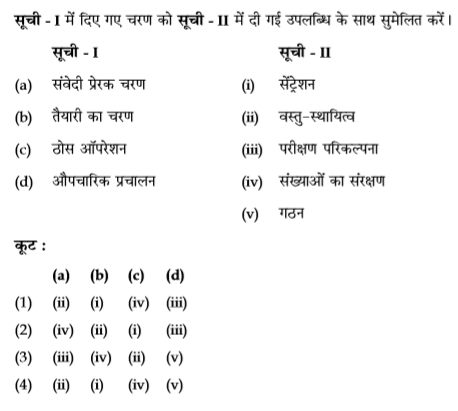 सूची - I में दिए गए चरण को सूची - II में दी गई उपलब्धि के साथ सुमेलित करें।
सूची - I सूची - II
(a) संवेदी प्रेरक चरण (i) सेंट्रेशन
(b) तैयारी का चरण (ii) वस्तु-स्थायित्व
(c) ठोस ऑपरेशन (iii) परीक्षण परिकल्पना
(d) औपचारिक प्रचालन (iv) संख्याओं का संरक्षण
(v) गठन
कूट :
(a) (b) (c) (d)
(1) (ii) (i) (iv) (iii)
(2) (iv) (ii) (i) (iii)
(3) (iii) (iv) (ii) (v)
(4) (ii) (i) (iv) (v)